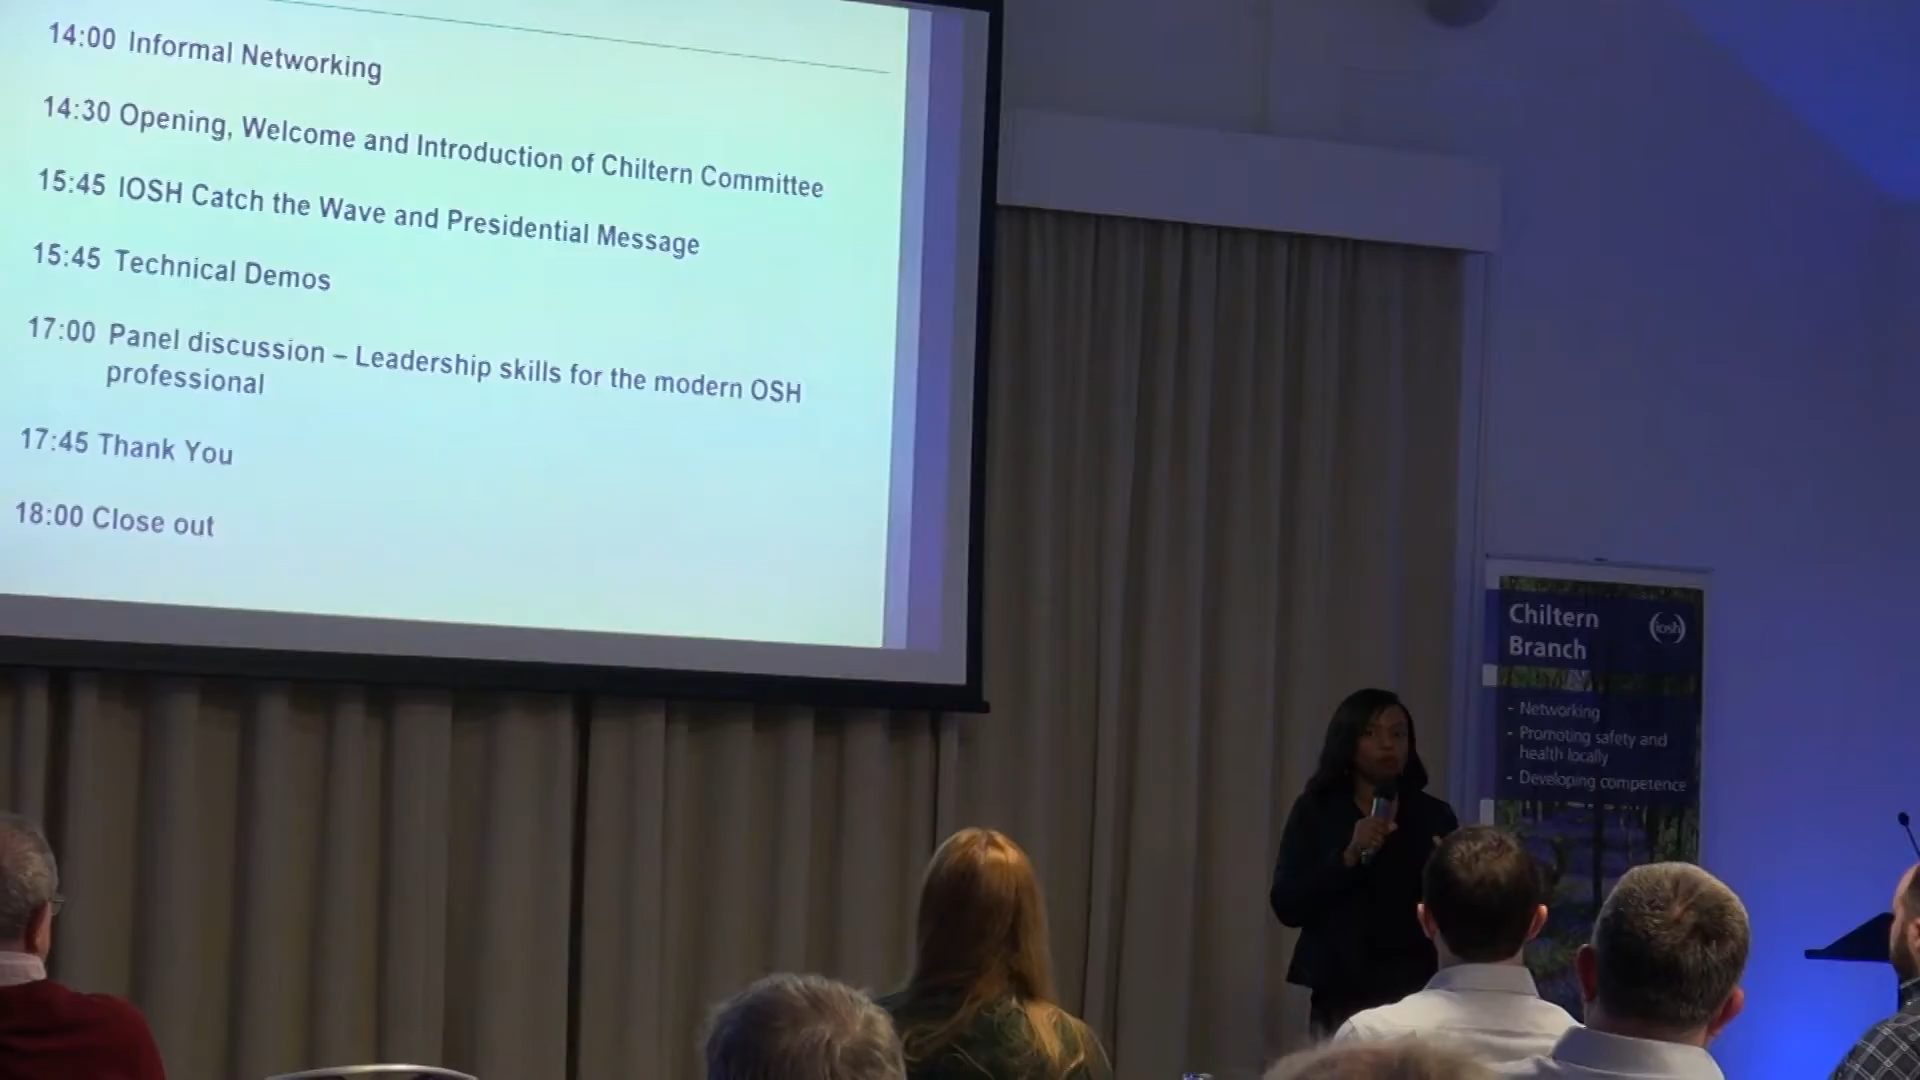 14:00 Informal Networking
14:30 Opening, Welcome and Introduction of Chiltern Committee
15:45 IOSH Catch the Wave and Presidential Message
15:45 Technical Demos
17:00 Panel discussion – Leadership skills for the modern OSH
professional
17:45 Thank You
18:00 Close out
Chiltern
Branch
iosh
- Networking
- Promoting safety and
health locally
- Developing competence